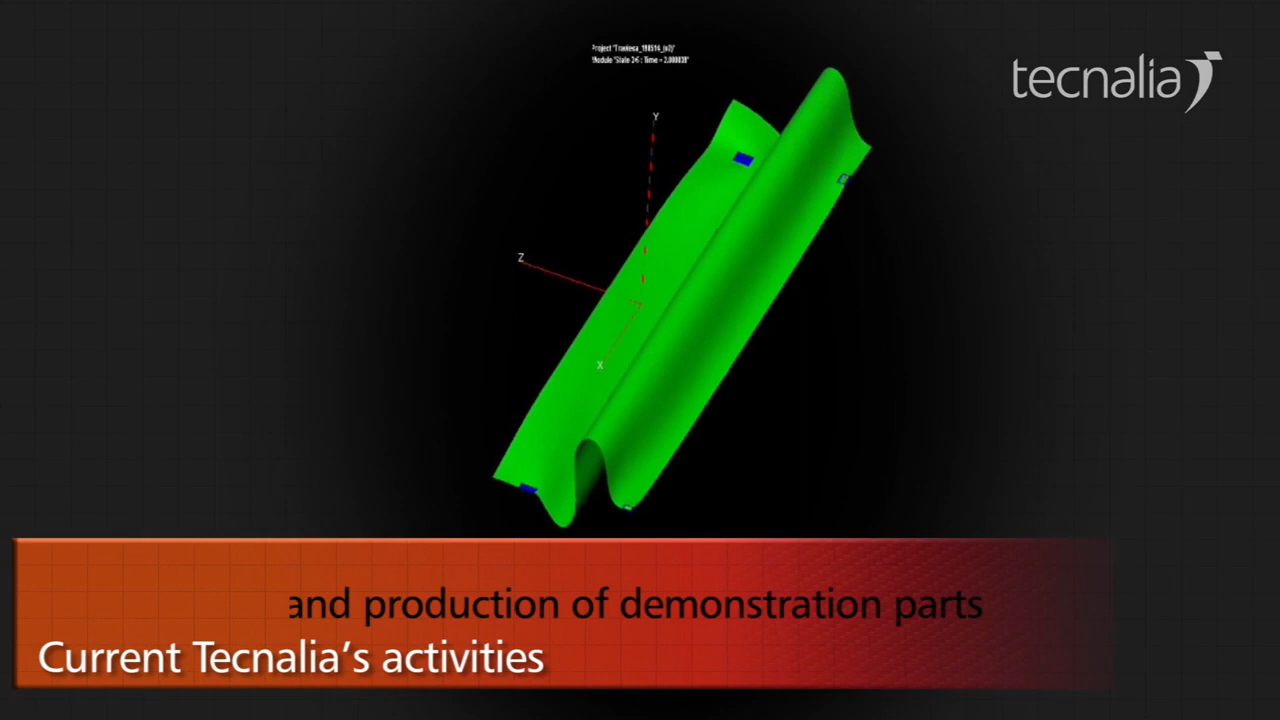 tecnalia
Y
Z
X
and production of demonstration parts
Current Tecnalia's activities